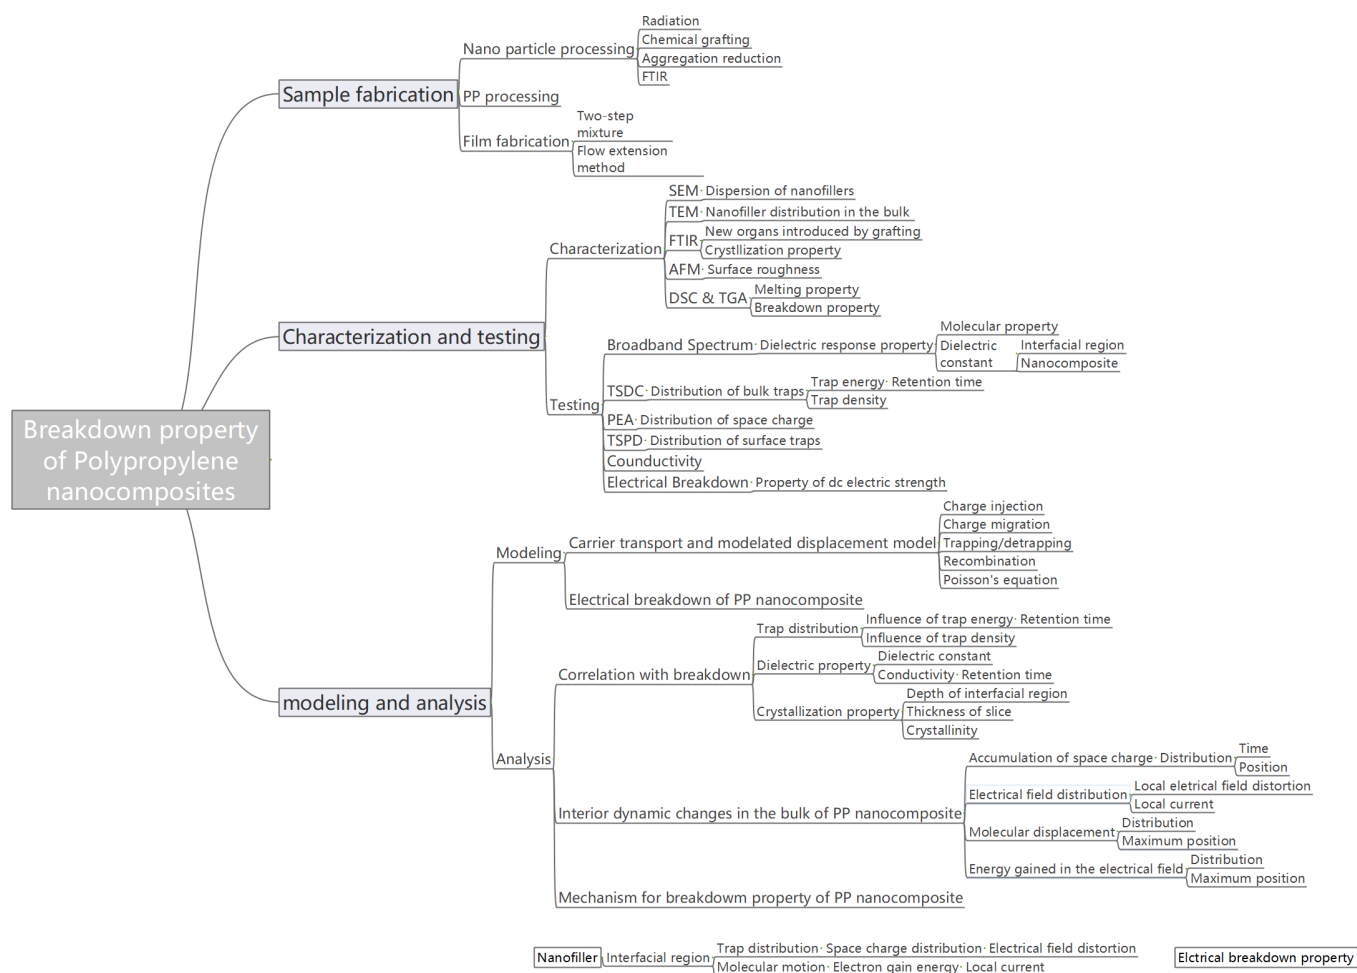 Breakdown property
of Polypropylene
nanocomposites
Sample fabrication
Nano particle processing
Radiation
Chemical grafting
Aggregation reduction
FTIR
PP processing
Film fabrication
Two-step
mixture
Flow extension
method
Characterization and testing
Characterization
SEM Dispersion of nanofillers
TEM Nanofiller distribution in the bulk
FTIR
New organs introduced by grafting
Crystllization property
AFM Surface roughness
DSC & TGA
Melting property
Breakdown property
Testing
Broadband Spectrum Dielectric response property
Molecular property
Dielectric
constant
Interfacial region
Nanocomposite
TSDC Distribution of bulk traps
Trap energy Retention time
Trap density
PEA Distribution of space charge
TSPD Distribution of surface traps
Counductivity
Electrical Breakdown Property of dc electric strength
modeling and analysis
Modeling
Carrier transport and modelated displacement model
Charge injection
Charge migration
Trapping/detrapping
Recombination
Poisson's equation
Electrical breakdown of PP nanocomposite
Analysis
Correlation with breakdown
Trap distribution
Influence of trap energy Retention time
Influence of trap density
Dielectric property
Dielectric constant
Conductivity Retention time
Crystallization property
Depth of interfacial region
Thickness of slice
Crystallinity
Interior dynamic changes in the bulk of PP nanocomposite
Accumulation of space charge Distribution
Time
Position
Electrical field distribution
Local eletrical field distortion
Local current
Molecular displacement
Distribution
Maximum position
Energy gained in the electrical field
Distribution
Maximum position
Mechanism for breakdowm property of PP nanocomposite
Nanofiller
Interfacial region
Trap distribution Space charge distribution Electrical field distortion
Molecular motion Electron gain energy Local current
Elctrical breakdown property